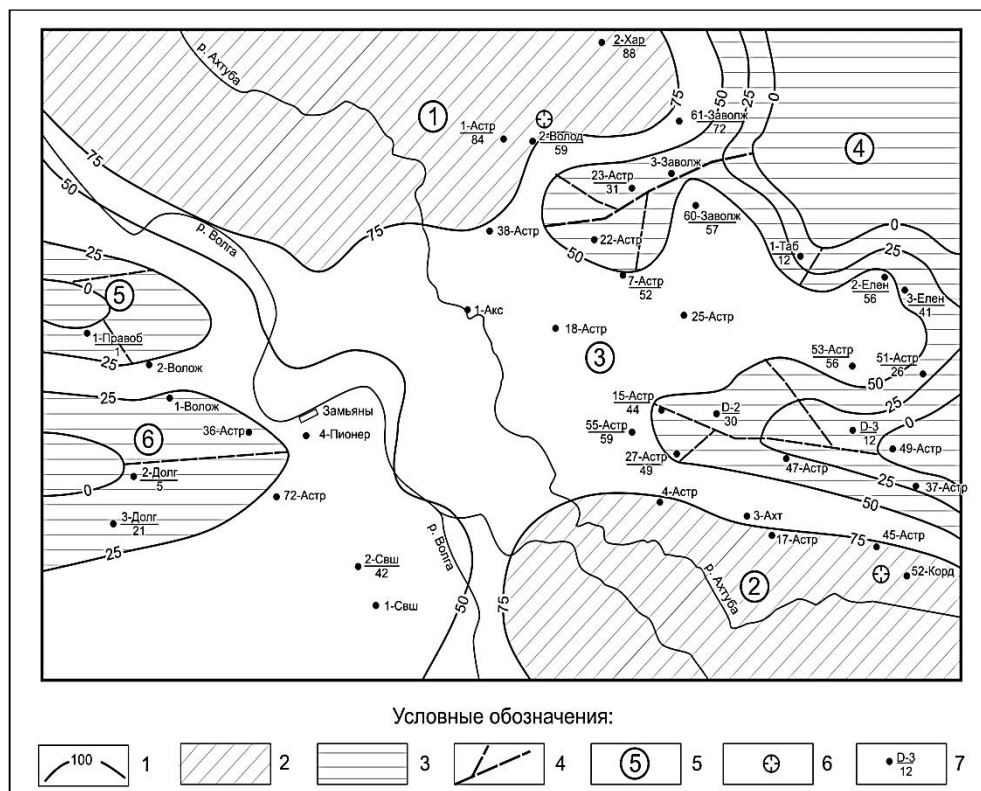 р. Ахтуба
2-Хар
88
75
50
25
0
1
1-Астр
84
2-Волод
59
61-Заволж
72
4
3-Заволж
23-Астр
31
75
50
60-Заволж
57
р. Волга
75
38-Астр
22-Астр
50
7-Астр
52
0
25
1-Таб
12
50
75
2-Елен
56
3-Елен
41
25
0
5
1-Правоб
1
25
2-Волож
1-Акс
18-Астр
25-Астр
3
53-Астр
56
51-Астр
26
50
25
1-Волож
Замьяны
36-Астр
4-Пионер
15-Астр
44
D-2
30
55-Астр
59
D-3
12
0
49-Астр
6
2-Долг
5
0
27-Астр
49
47-Астр
25
37-Астр
72-Астр
4-Астр
3-Ахт
50
3-Долг
21
25
17-Астр
75
45-Астр
р. Волга
2-Свш
42
52-Корд
2
р. Ахтуба
1-Свш
50
75
Условные обозначения:
100 1 2 3 4 5 5 6 D-3 7
12